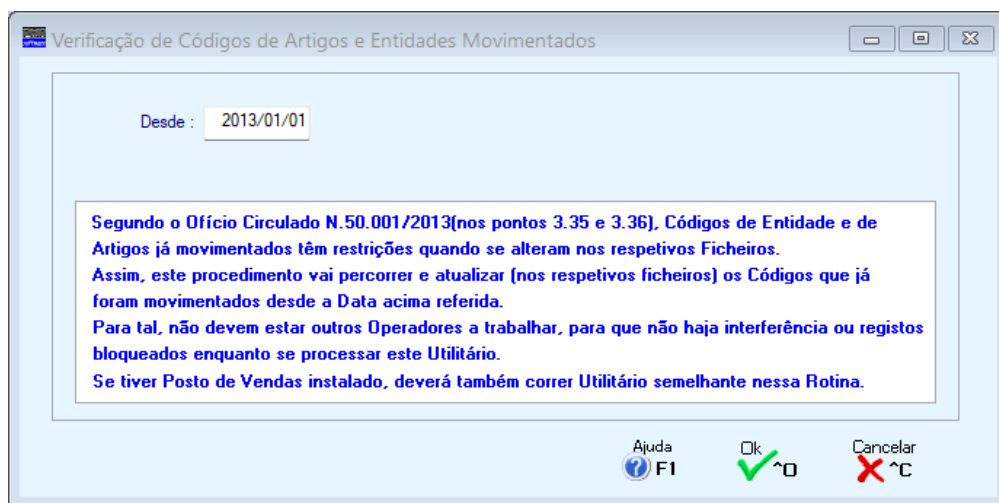 Verificação de Códigos de Artigos e Entidades Movimentados
Desde : 2013/01/01
Segundo o Ofício Circulado N.50.001/2013(nos pontos 3.35 e 3.36), Códigos de Entidade e de
Artigos já movimentados têm restrições quando se alteram nos respetivos Ficheiros.
Assim, este procedimento vai percorrer e atualizar (nos respetivos ficheiros) os Códigos que já
foram movimentados desde a Data acima referida.
Para tal, não devem estar outros Operadores a trabalhar, para que não haja interferência ou registos
bloqueados enquanto se processar este Utilitário.
Se tiver Posto de Vendas instalado, deverá também correr Utilitário semelhante nessa Rotina.
Ajuda Ok Cancelar
F1 ^O ^C